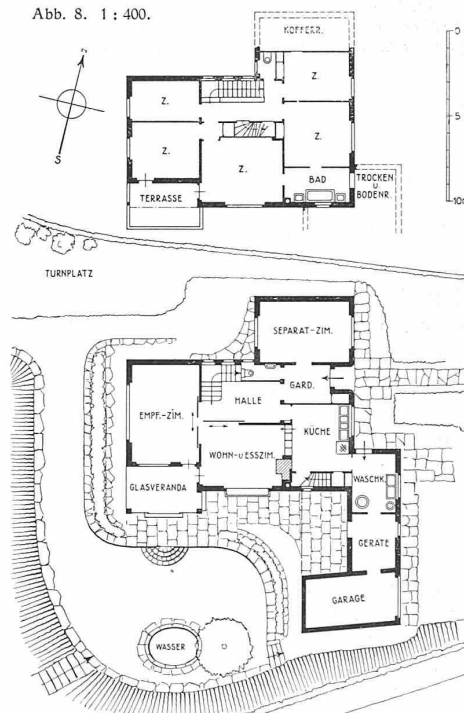 Abb. 8. 1 : 400.
KOFFERR.
N
S
Z.
Z.
Z.
Z.
Z.
BAD
TERRASSE
TROCKEN
U.
BODENR.
0
5
10
TURNPLATZ
SEPARAT-ZIM.
GARD.
HALLE
EMPF.-ZIM.
KÜCHE
WOHN- U ESSZIM.
WASCHK.
GLASVERANDA
GERÄTE
GARAGE
WASSER